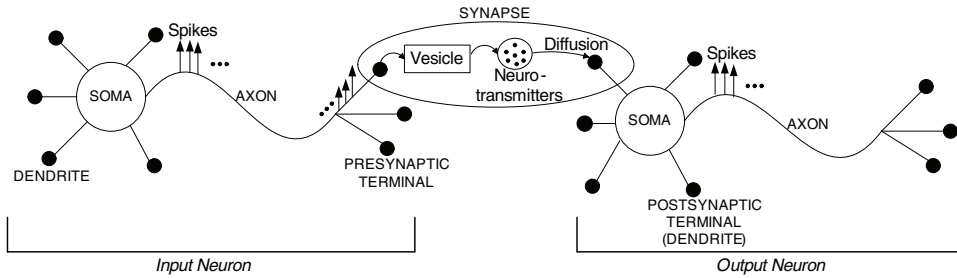 SYNAPSE
Spikes
•••
SOMA
AXON
DENDRITE
•••
PRESYNAPTIC
TERMINAL
Vesicle
Neuro-
transmitters
Diffusion
Spikes
•••
SOMA
AXON
POSTSYNAPTIC
TERMINAL
(DENDRITE)
Input Neuron
Output Neuron